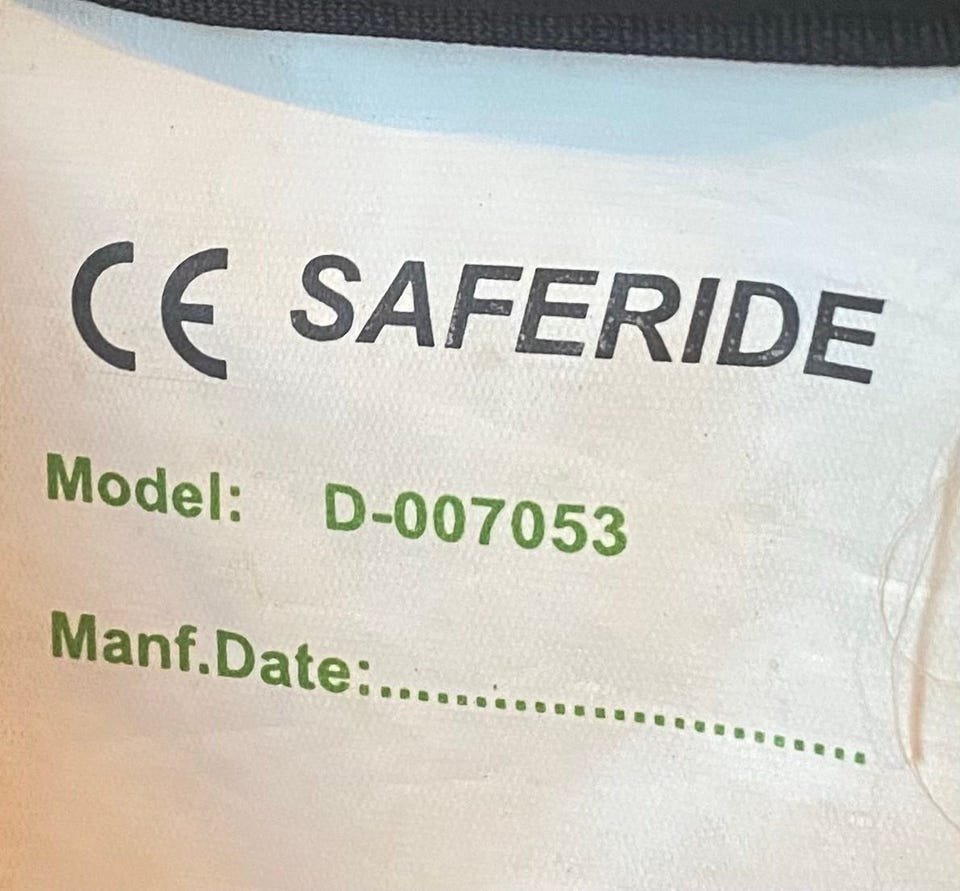 CE SAFERIDE
Model: D-007053
Manf.Date:.........................